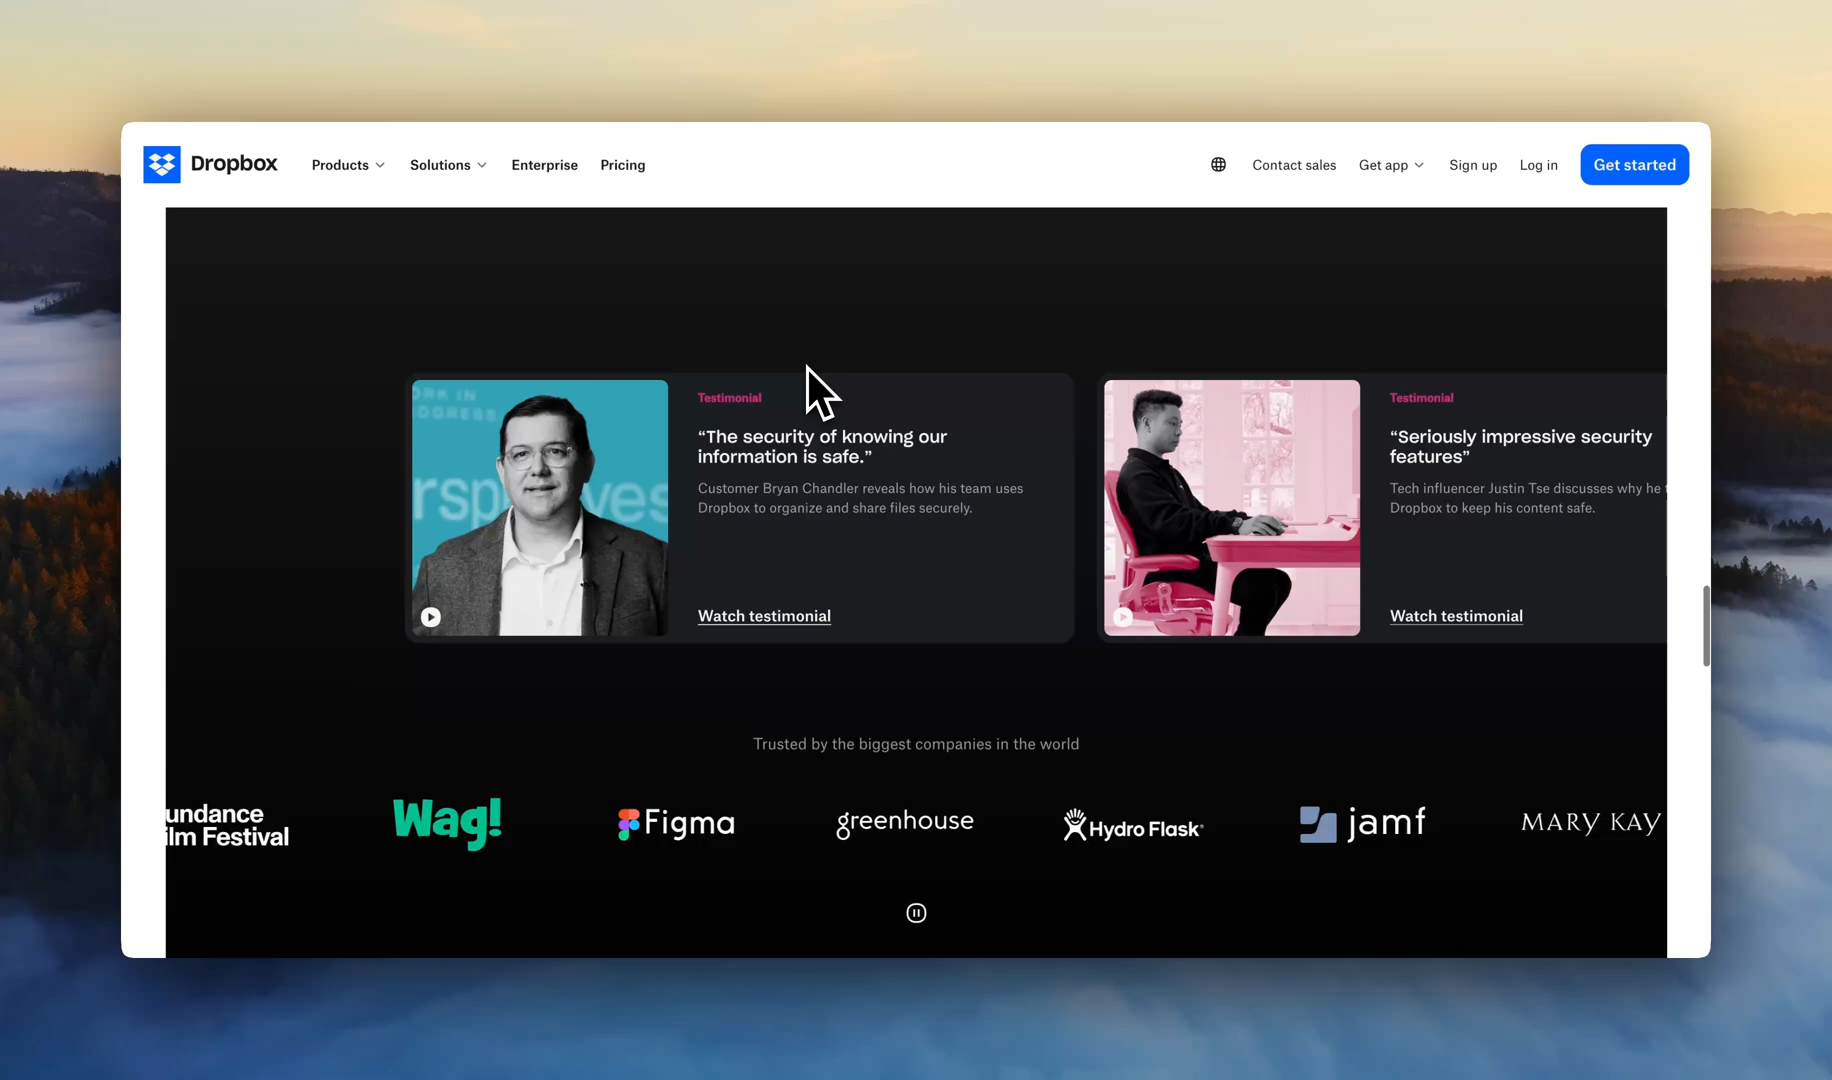 Dropbox
Products
Solutions
Enterprise
Pricing
Contact sales
Get app
Sign up
Log in
Get started
Testimonial
“The security of knowing our
information is safe.”
Customer Bryan Chandler reveals how his team uses
Dropbox to organize and share files securely.
Watch testimonial
Testimonial
“Seriously impressive security
features”
Tech influencer Justin Tse discusses why he
Dropbox to keep his content safe.
Watch testimonial
Trusted by the biggest companies in the world
undance
ilm Festival
Wag!
Figma
greenhouse
Hydro Flask
jamf
MARY KAY